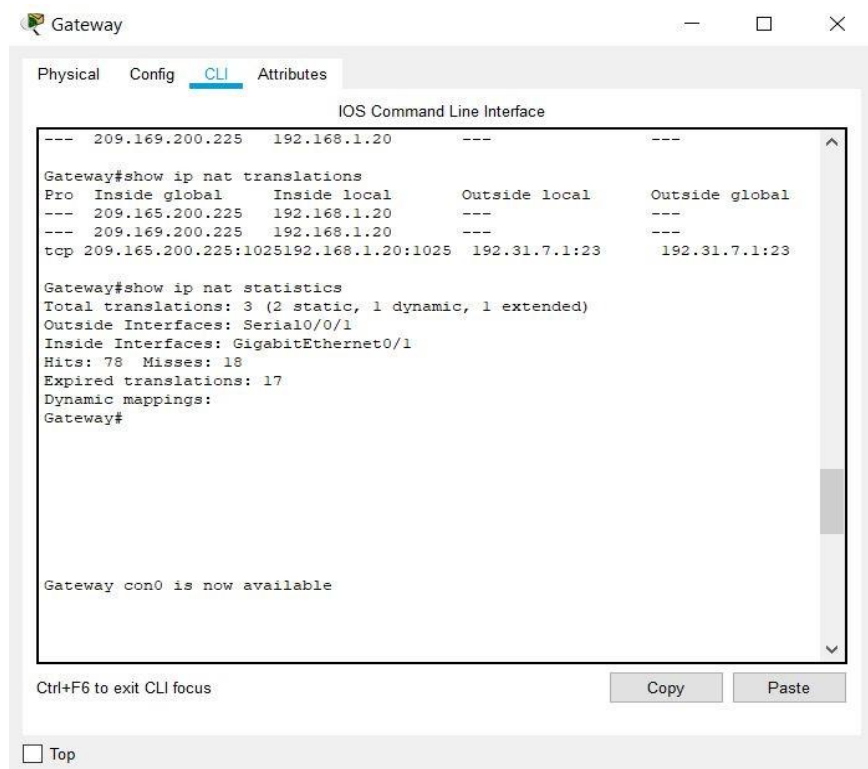 Gateway
Physical Config CLI Attributes
IOS Command Line Interface
--- 209.169.200.225 192.168.1.20 --- ---
Gateway#show ip nat translations
Pro Inside global Inside local Outside local Outside global
--- 209.165.200.225 192.168.1.20 --- ---
--- 209.169.200.225 192.168.1.20 --- ---
tcp 209.165.200.225:1025192.168.1.20:1025 192.31.7.1:23 192.31.7.1:23
Gateway#show ip nat statistics
Total translations: 3 (2 static, 1 dynamic, 1 extended)
Outside Interfaces: Serial0/0/1
Inside Interfaces: GigabitEthernet0/1
Hits: 78 Misses: 18
Expired translations: 17
Dynamic mappings:
Gateway#
Gateway con0 is now available
Ctrl+F6 to exit CLI focus
Copy Paste
Top